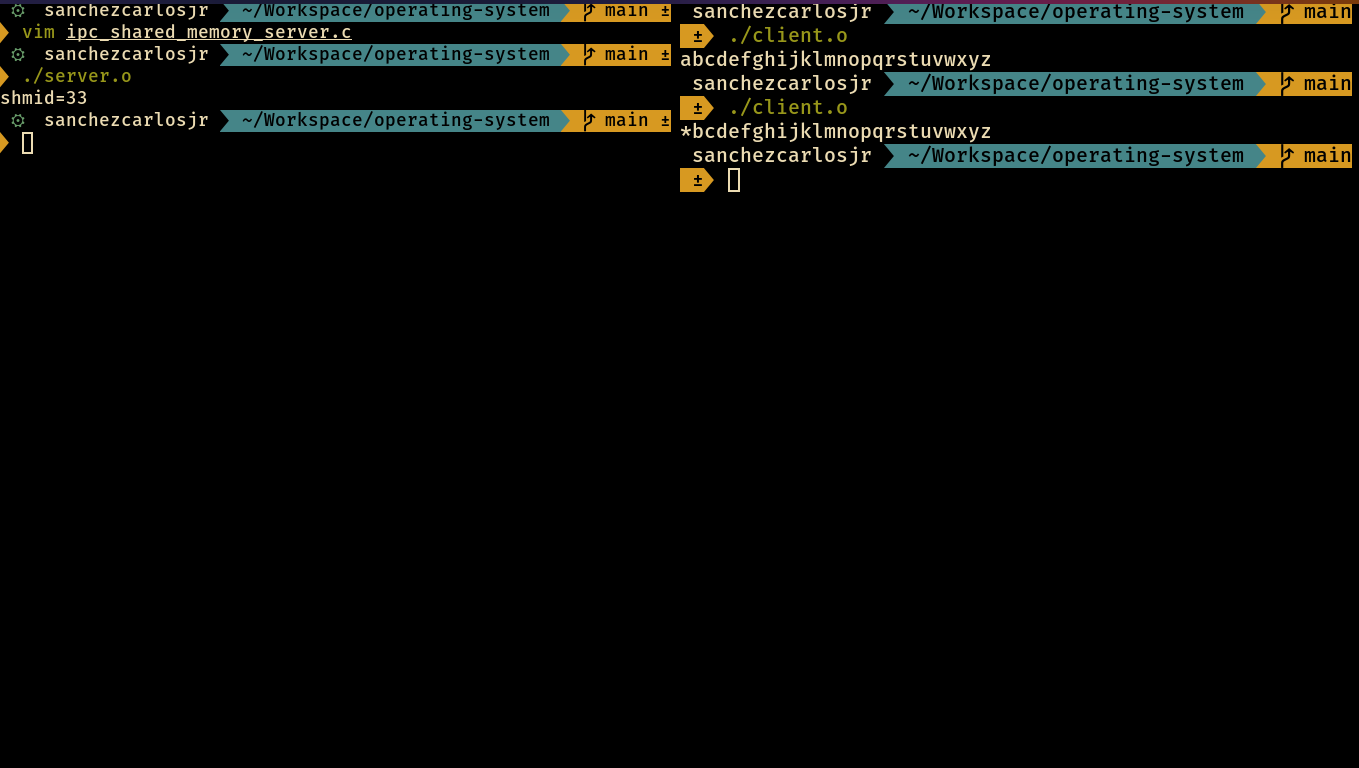 ⚙ sanchezcarlosjr ~/Workspace/operating-system main ±
vim ipc_shared_memory_server.c
⚙ sanchezcarlosjr ~/Workspace/operating-system main ±
./server.o
shmid=33
⚙ sanchezcarlosjr ~/Workspace/operating-system main ±
sanchezcarlosjr ~/Workspace/operating-system main
± ./client.o
abcdefghijklmnopqrstuvwxyz
sanchezcarlosjr ~/Workspace/operating-system main
± ./client.o
*bcdefghijklmnopqrstuvwxyz
sanchezcarlosjr ~/Workspace/operating-system main
±